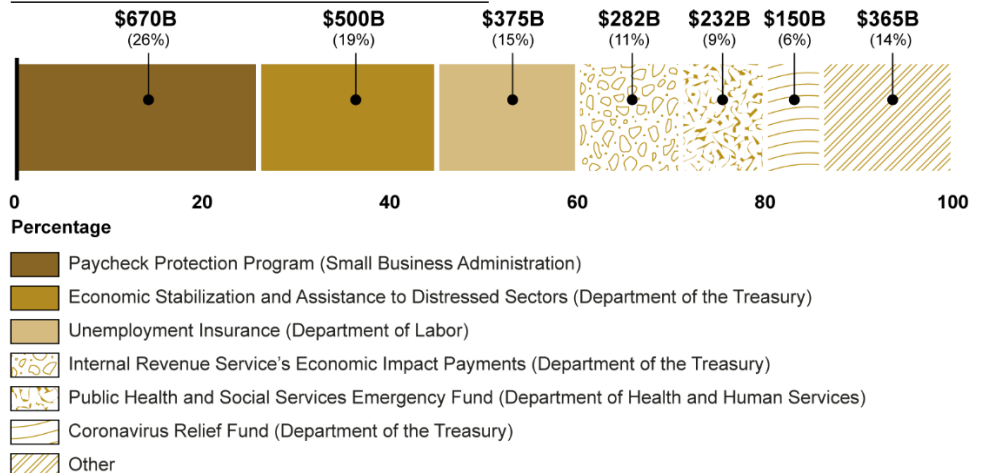 $670B $500B $375B $282B $232B $150B $365B
(26%) (19%) (15%) (11%) (9%) (6%) (14%)
0 20 40 60 80 100
Percentage
Paycheck Protection Program (Small Business Administration)
Economic Stabilization and Assistance to Distressed Sectors (Department of the Treasury)
Unemployment Insurance (Department of Labor)
Internal Revenue Service's Economic Impact Payments (Department of the Treasury)
Public Health and Social Services Emergency Fund (Department of Health and Human Services)
Coronavirus Relief Fund (Department of the Treasury)
Other